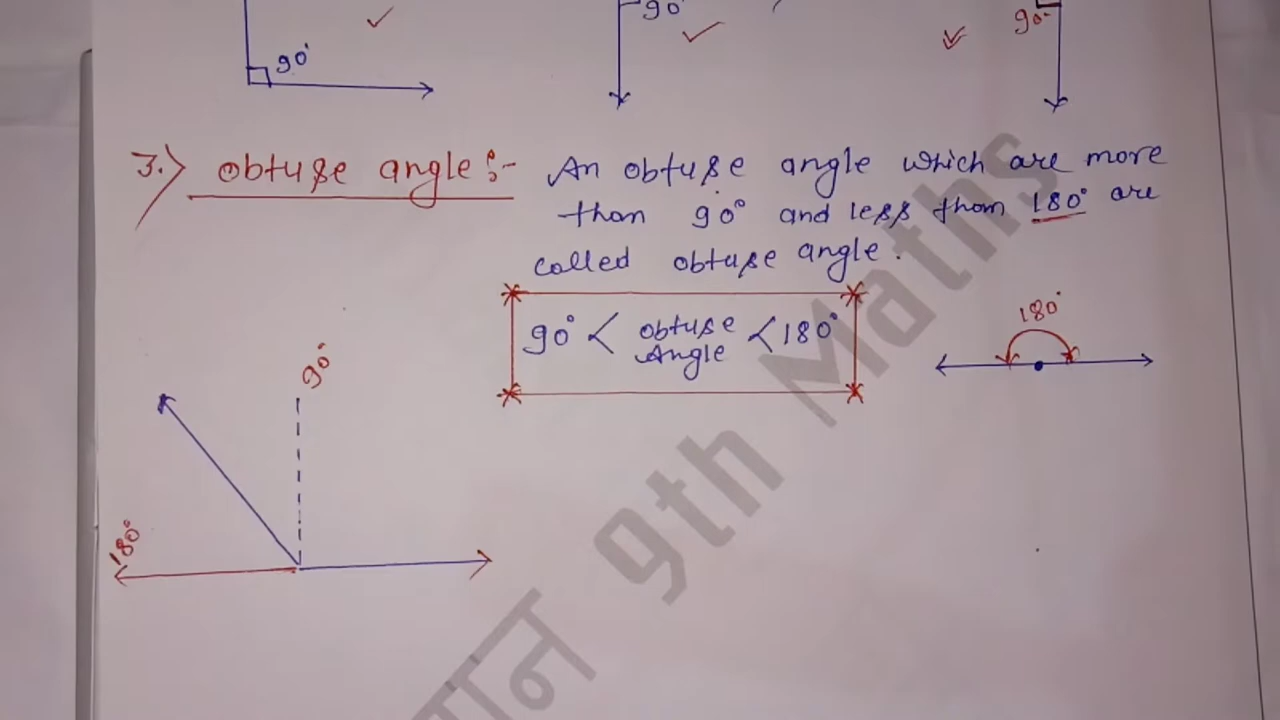 90°
90°
90°
3.) obtuse angle :- An obtuse angle which are more
than 90° and less than 180° are
called obtuse angle.
90° < obtuse Angle < 180°
180°
90°
180°
9th Maths